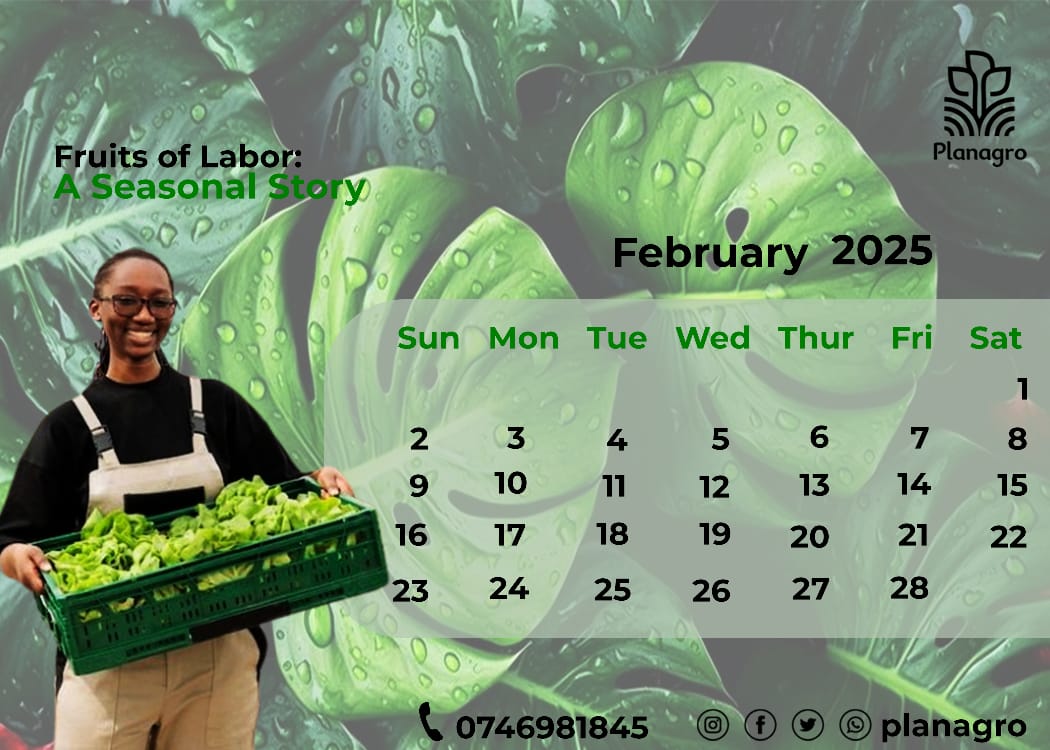 Planagro
Fruits of Labor:
A Seasonal Story
February 2025
Sun Mon Tue Wed Thur Fri Sat
1
2 3 4 5 6 7 8
9 10 11 12 13 14 15
16 17 18 19 20 21 22
23 24 25 26 27 28
0746981845 planagro